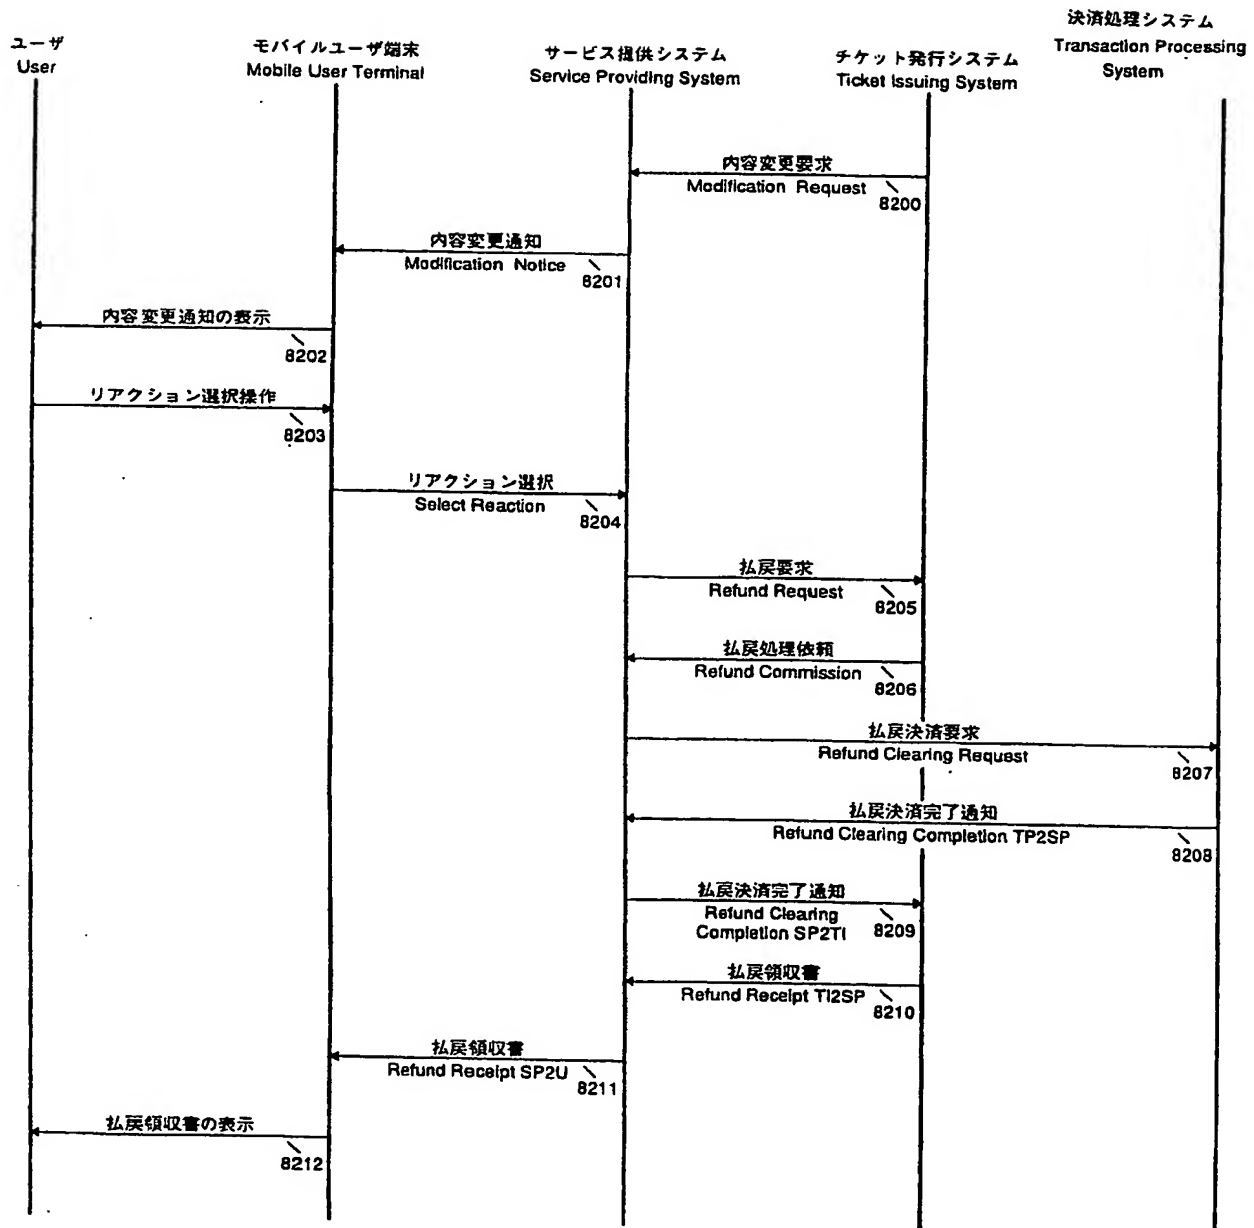 ユーザ
User
モバイルユーザ端末
Mobile User Terminal
サービス提供システム
Service Providing System
チケット発行システム
Ticket Issuing System
決済処理システム
Transaction Processing
System
内容変更要求
Modification Request
8200
内容変更通知
Modification Notice
8201
内容変更通知の表示
8202
リアクション選択操作
8203
リアクション選択
Select Reaction
8204
払戻要求
Refund Request
8205
払戻処理依頼
Refund Commission
8206
払戻決済要求
Refund Clearing Request
8207
払戻決済完了通知
Refund Clearing Completion TP2SP
8208
払戻決済完了通知
Refund Clearing
Completion SP2TI
8209
払戻領収書
Refund Receipt TI2SP
8210
払戻領収書
Refund Receipt SP2U
8211
払戻領収書の表示
8212